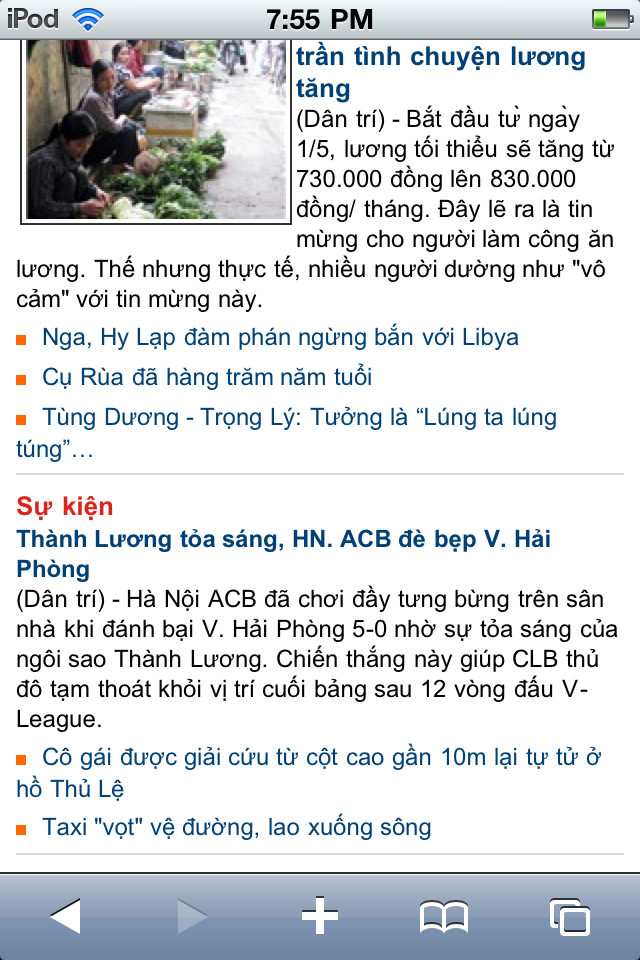 iPod 7:55 PM
trần tình chuyện lương
tăng
(Dân trí) - Bắt đầu từ ngày
1/5, lương tối thiểu sẽ tăng từ
730.000 đồng lên 830.000
đồng/ tháng. Đây lẽ ra là tin
mừng cho người làm công ăn
lương. Thế nhưng thực tế, nhiều người dường như "vô
cảm" với tin mừng này.
Nga, Hy Lạp đàm phán ngừng bắn với Libya
Cụ Rùa đã hàng trăm năm tuổi
Tùng Dương - Trọng Lý: Tưởng là “Lúng ta lúng
túng”…
Sự kiện
Thành Lương tỏa sáng, HN. ACB đè bẹp V. Hải
Phòng
(Dân trí) - Hà Nội ACB đã chơi đầy tưng bừng trên sân
nhà khi đánh bại V. Hải Phòng 5-0 nhờ sự tỏa sáng của
ngôi sao Thành Lương. Chiến thắng này giúp CLB thủ
đô tạm thoát khỏi vị trí cuối bảng sau 12 vòng đấu V-
League.
Cô gái được giải cứu từ cột cao gần 10m lại tự tử ở
hồ Thủ Lệ
Taxi "vọt" vệ đường, lao xuống sông